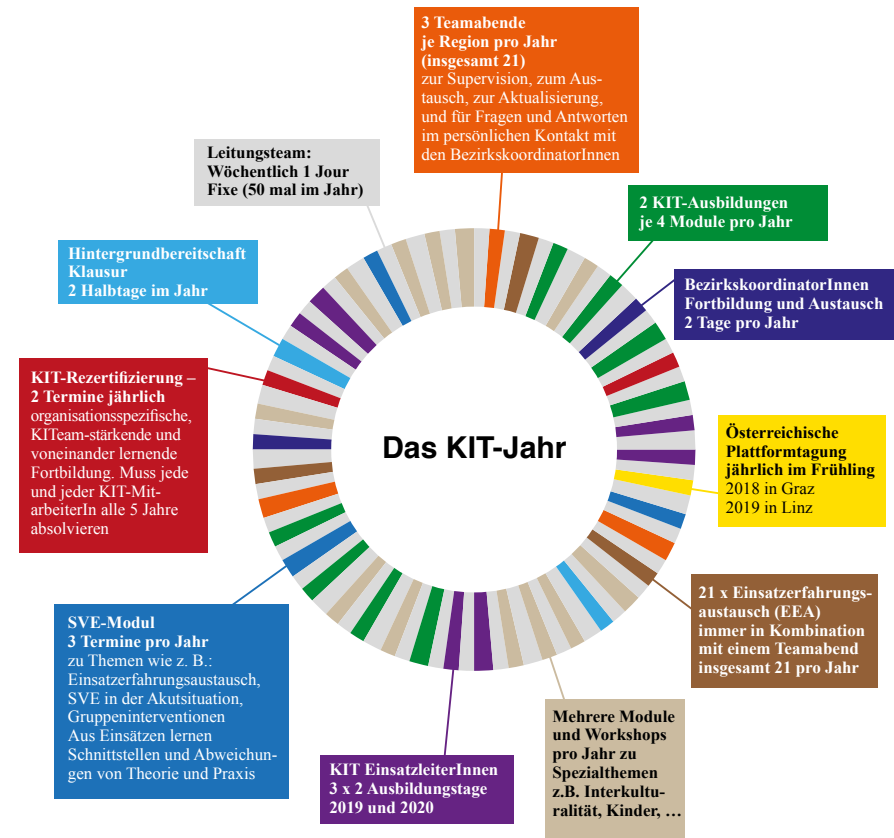 3 Teamabende
je Region pro Jahr
(insgesamt 21)
zur Supervision, zum Aus-
tausch, zur Aktualisierung,
und für Fragen und Antworten
im persönlichen Kontakt mit
den BezirkskoordinatorInnen
Leitungsteam:
Wöchentlich 1 Jour
Fixe (50 mal im Jahr)
2 KIT-Ausbildungen
je 4 Module pro Jahr
Hintergrundbereitschaft
Klausur
2 Halbtage im Jahr
BezirkskoordinatorInnen
Fortbildung und Austausch
2 Tage pro Jahr
KIT-Rezertifizierung –
2 Termine jährlich
organisationsspezifische,
KITeam-stärkende und
voneinander lernende
Fortbildung. Muss jede
und jeder KIT-Mit-
arbeiterIn alle 5 Jahre
absolvieren
Das KIT-Jahr
Österreichische
Plattformtagung
jährlich im Frühling
2018 in Graz
2019 in Linz
21 x Einsatzerfahrungs-
austausch (EEA)
immer in Kombination
mit einem Teamabend
insgesamt 21 pro Jahr
SVE-Modul
3 Termine pro Jahr
zu Themen wie z. B.:
Einsatzerfahrungsaustausch,
SVE in der Akutsituation,
Gruppeninterventionen
Aus Einsätzen lernen
Schnittstellen und Abweichun-
gen von Theorie und Praxis
KIT EinsatzleiterInnen
3 x 2 Ausbildungstage
2019 und 2020
Mehrere Module
und Workshops
pro Jahr zu
Spezialthemen
z.B. Interkultu-
ralität, Kinder, …